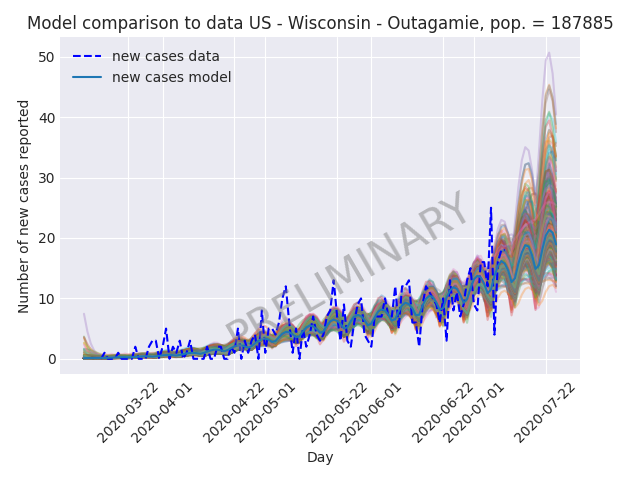 Model comparison to data US - Wisconsin - Outagamie, pop. = 187885
new cases data
new cases model
Number of new cases reported
50
40
30
20
10
0
PRELIMINARY
2020-03-22
2020-04-01
2020-04-22
2020-05-01
2020-05-22
2020-06-01
2020-06-22
2020-07-01
2020-07-22
Day